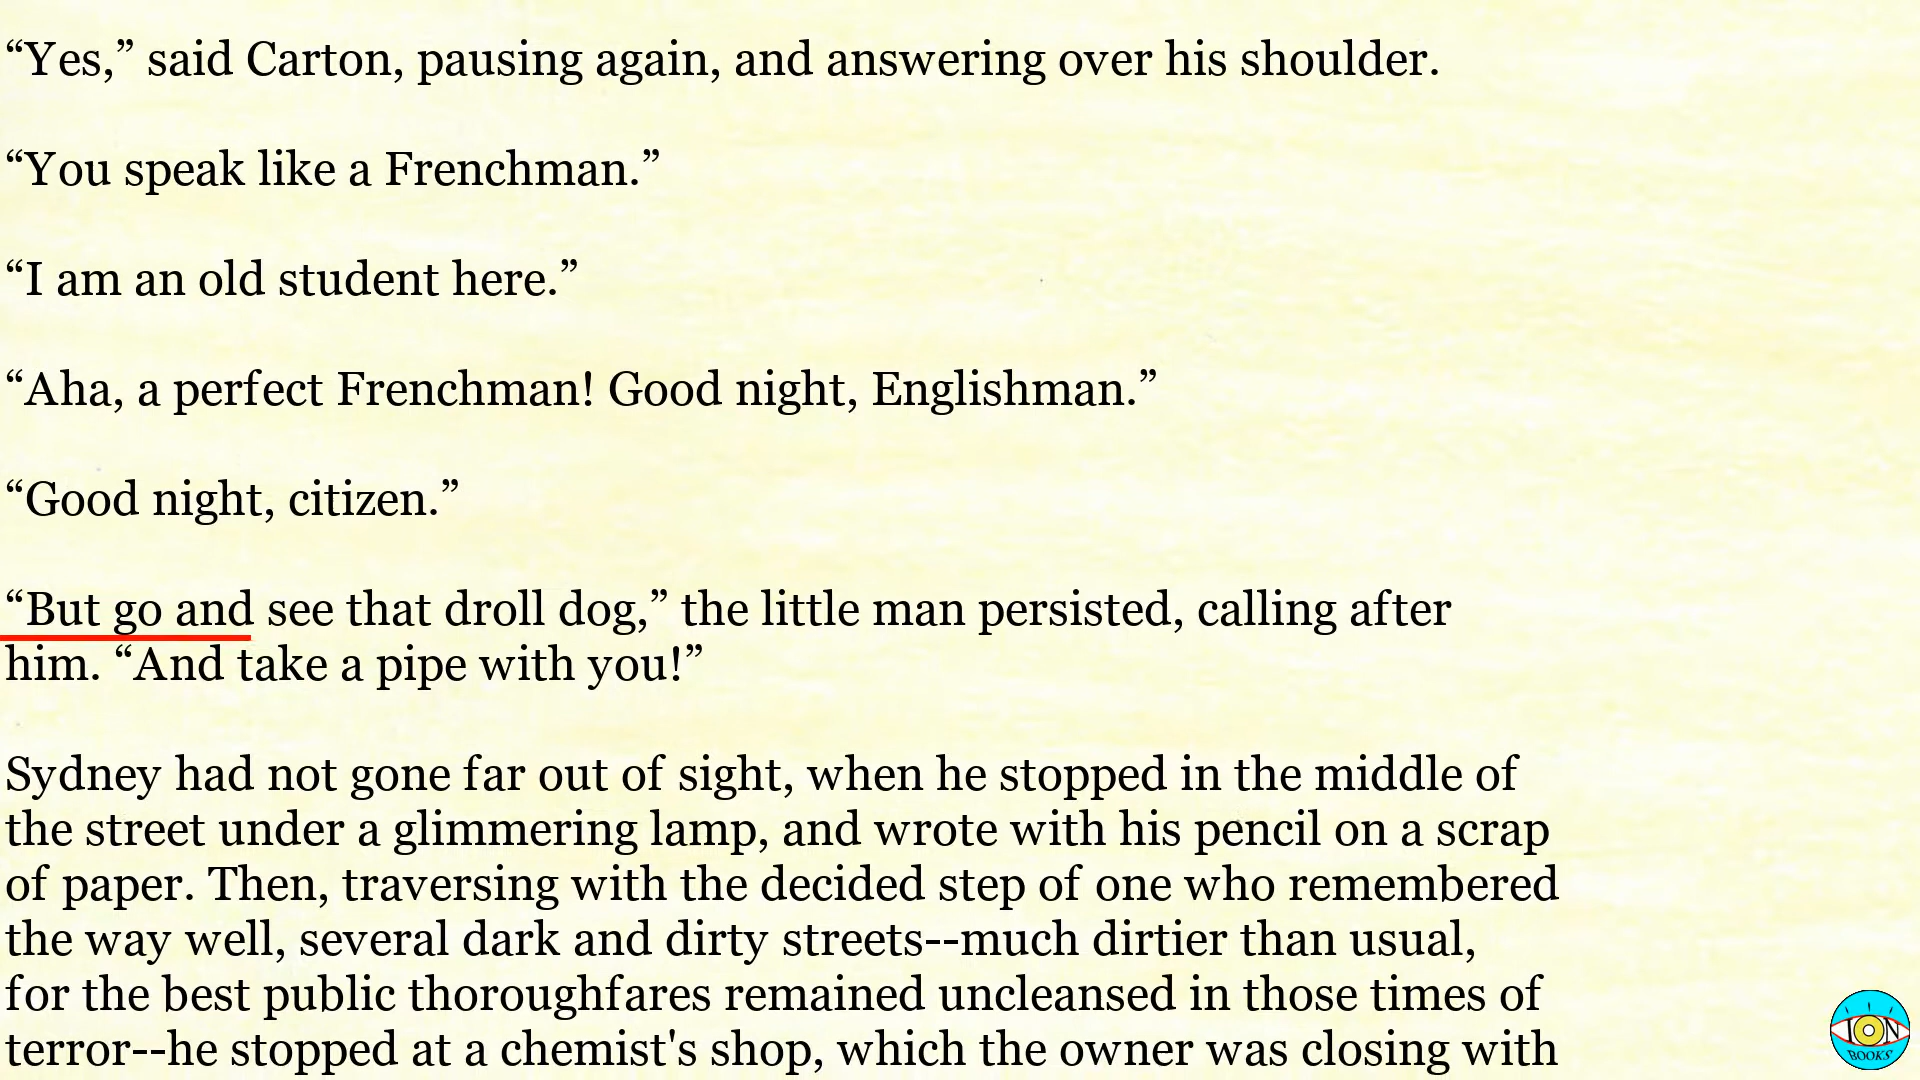 “Yes,” said Carton, pausing again, and answering over his shoulder.
“You speak like a Frenchman.”
“I am an old student here.”
“Aha, a perfect Frenchman! Good night, Englishman.”
“Good night, citizen.”
“But go and see that droll dog,” the little man persisted, calling after
him. “And take a pipe with you!”
Sydney had not gone far out of sight, when he stopped in the middle of
the street under a glimmering lamp, and wrote with his pencil on a scrap
of paper. Then, traversing with the decided step of one who remembered
the way well, several dark and dirty streets--much dirtier than usual,
for the best public thoroughfares remained uncleansed in those times of
terror--he stopped at a chemist's shop, which the owner was closing with
ION
BOOKS